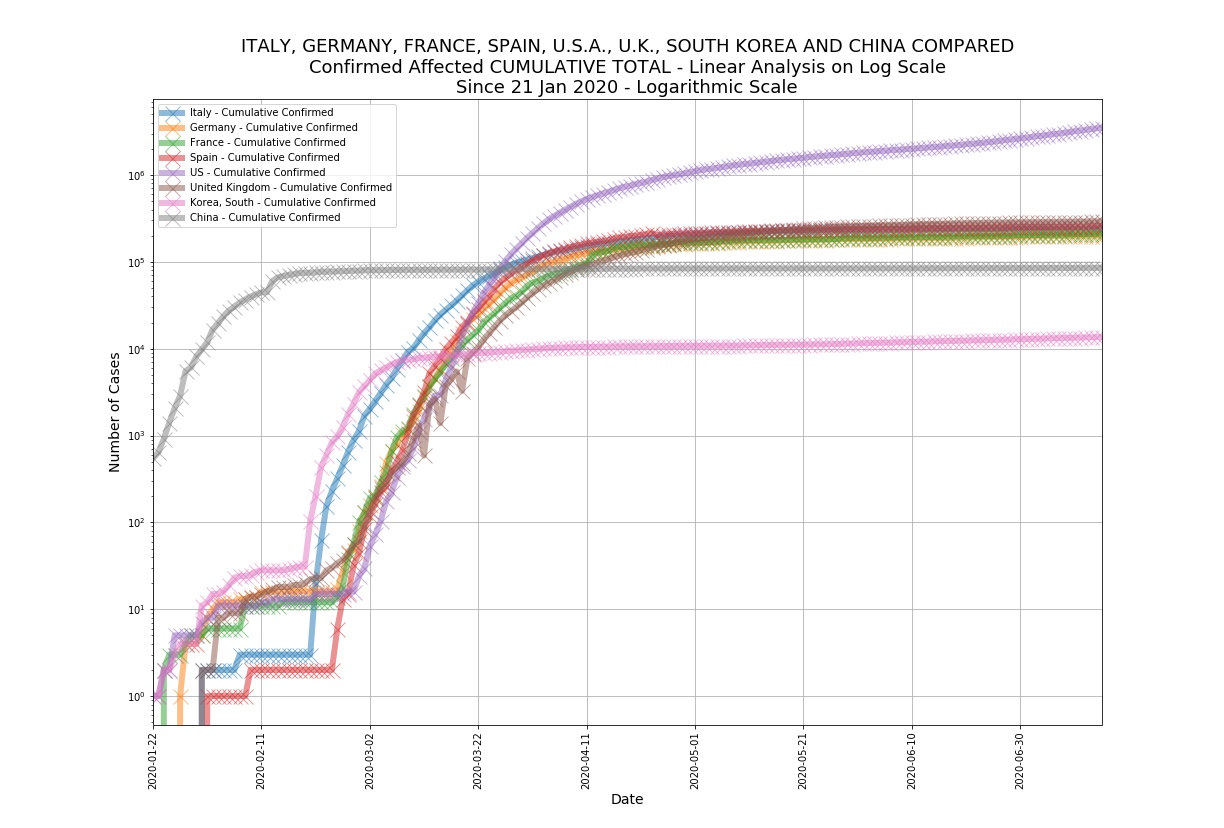 ITALY, GERMANY, FRANCE, SPAIN, U.S.A., U.K., SOUTH KOREA AND CHINA COMPARED
Confirmed Affected CUMULATIVE TOTAL - Linear Analysis on Log Scale
Since 21 Jan 2020 - Logarithmic Scale
Italy - Cumulative Confirmed
Germany - Cumulative Confirmed
France - Cumulative Confirmed
Spain - Cumulative Confirmed
US - Cumulative Confirmed
United Kingdom - Cumulative Confirmed
Korea, South - Cumulative Confirmed
China - Cumulative Confirmed
Number of Cases
10⁶
10⁵
10⁴
10³
10²
10¹
10⁰
2020-01-22
2020-02-11
2020-03-02
2020-03-22
2020-04-11
2020-05-01
2020-05-21
2020-06-10
2020-06-30
Date